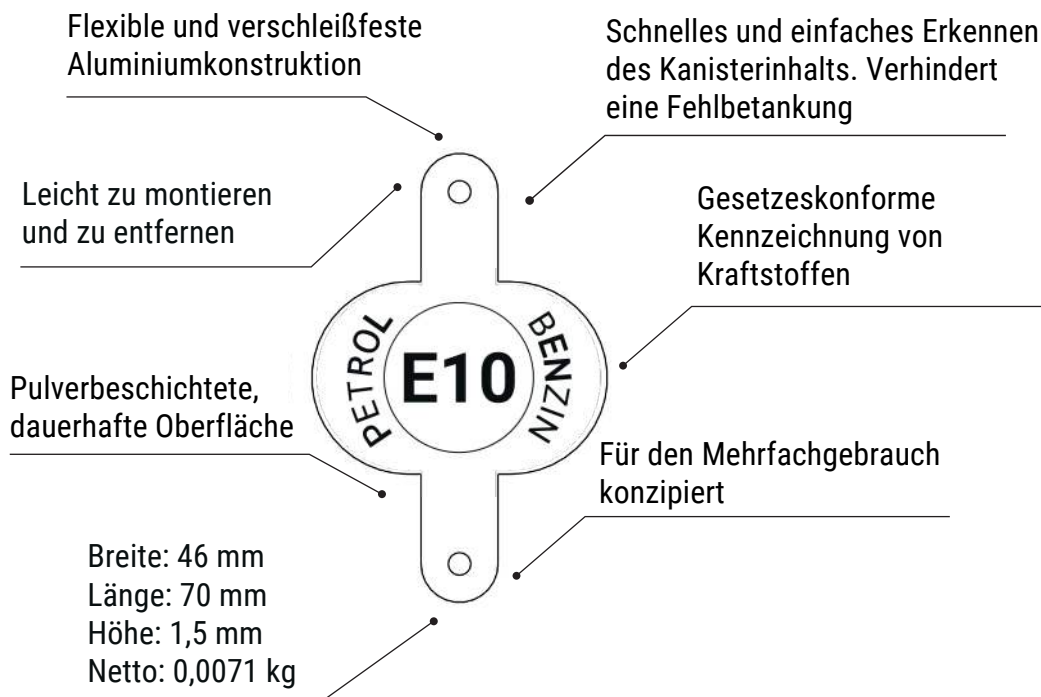 Flexible und verschleißfeste
Aluminiumkonstruktion
Schnelles und einfaches Erkennen
des Kanisterinhalts. Verhindert
eine Fehlbetankung
Leicht zu montieren
und zu entfernen
Gesetzeskonforme
Kennzeichnung von
Kraftstoffen
PETROL
E10
BENZIN
Pulverbeschichtete,
dauerhafte Oberfläche
Für den Mehrfachgebrauch
konzipiert
Breite: 46 mm
Länge: 70 mm
Höhe: 1,5 mm
Netto: 0,0071 kg